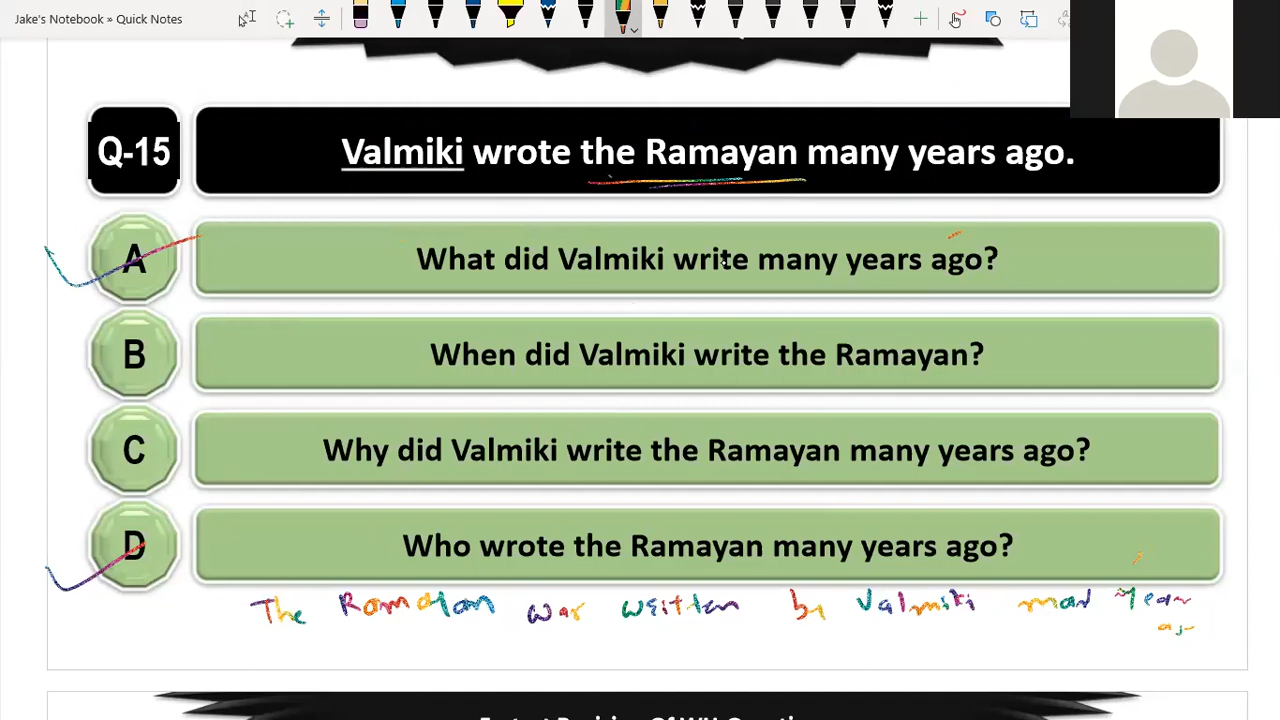 Jake's Notebook » Quick Notes
Q-15 Valmiki wrote the Ramayan many years ago.
A What did Valmiki write many years ago?
B When did Valmiki write the Ramayan?
C Why did Valmiki write the Ramayan many years ago?
D Who wrote the Ramayan many years ago?
The Ramayan was written by Valmiki